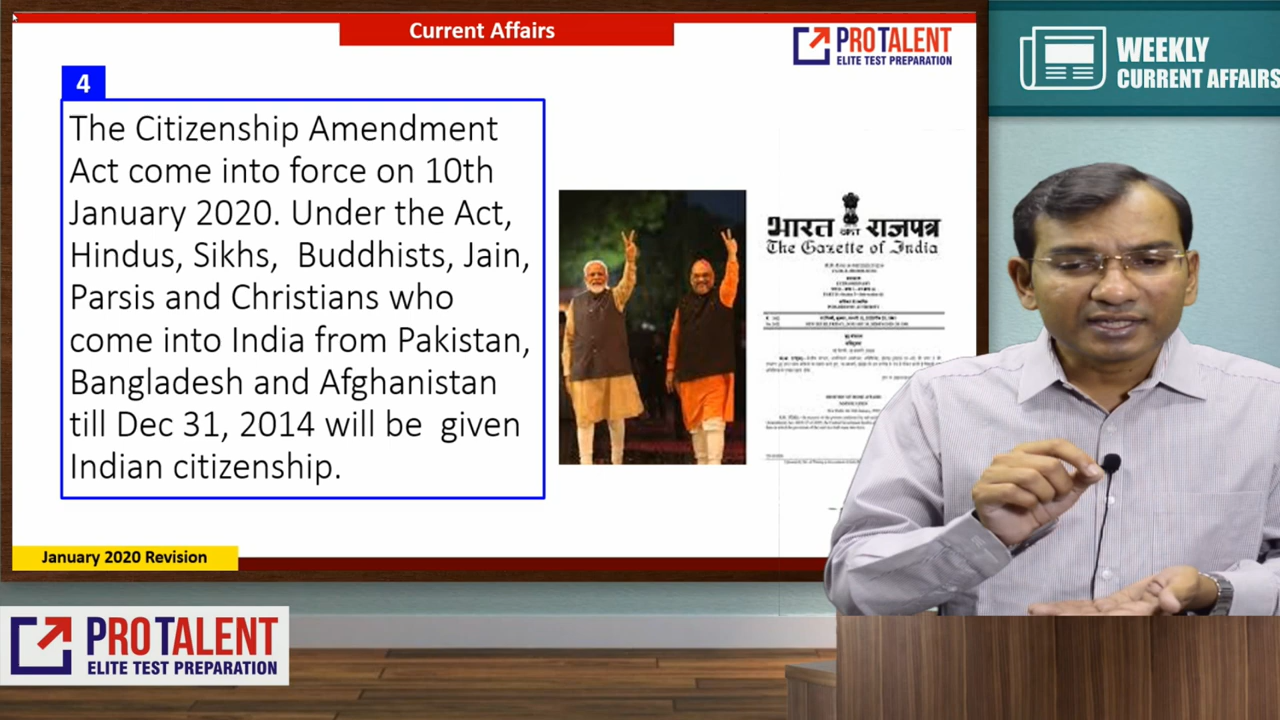 Current Affairs
PROTALENT
ELITE TEST PREPARATION
WEEKLY
CURRENT AFFAIRS
4
The Citizenship Amendment
Act come into force on 10th
January 2020. Under the Act,
Hindus, Sikhs, Buddhists, Jain,
Parsis and Christians who
come into India from Pakistan,
Bangladesh and Afghanistan
till Dec 31, 2014 will be given
Indian citizenship.
भारत का राजपत्र
The Gazette of India
January 2020 Revision
PROTALENT
ELITE TEST PREPARATION